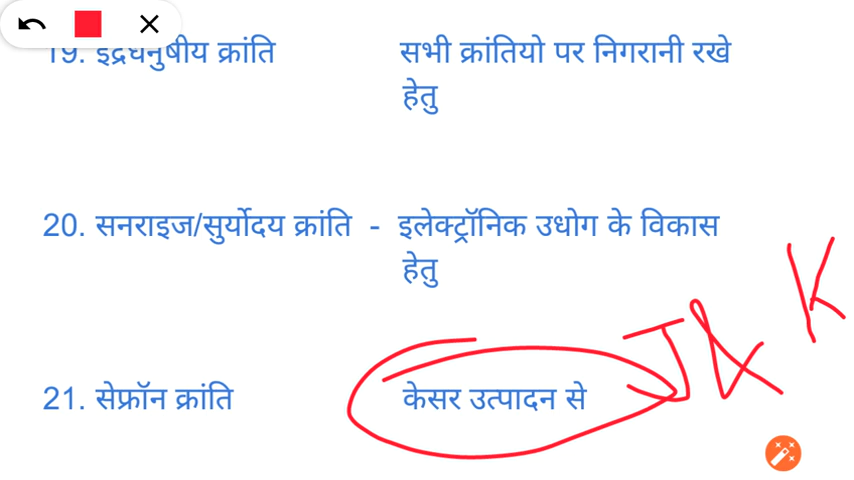 19. इंद्रधनुषीय क्रांति सभी क्रांतियो पर निगरानी रखे
हेतु
20. सनराइज/सुर्योदय क्रांति - इलेक्ट्रॉनिक उधोग के विकास
हेतु
21. सेफ्रॉन क्रांति केसर उत्पादन से
J&K